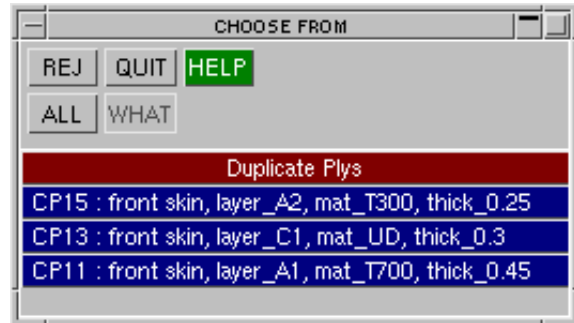 CHOOSE FROM
REJ QUIT HELP
ALL WHAT
Duplicate Plys
CP15 : front skin, layer_A2, mat_T300, thick_0.25
CP13 : front skin, layer_C1, mat_UD, thick_0.3
CP11 : front skin, layer_A1, mat_T700, thick_0.45